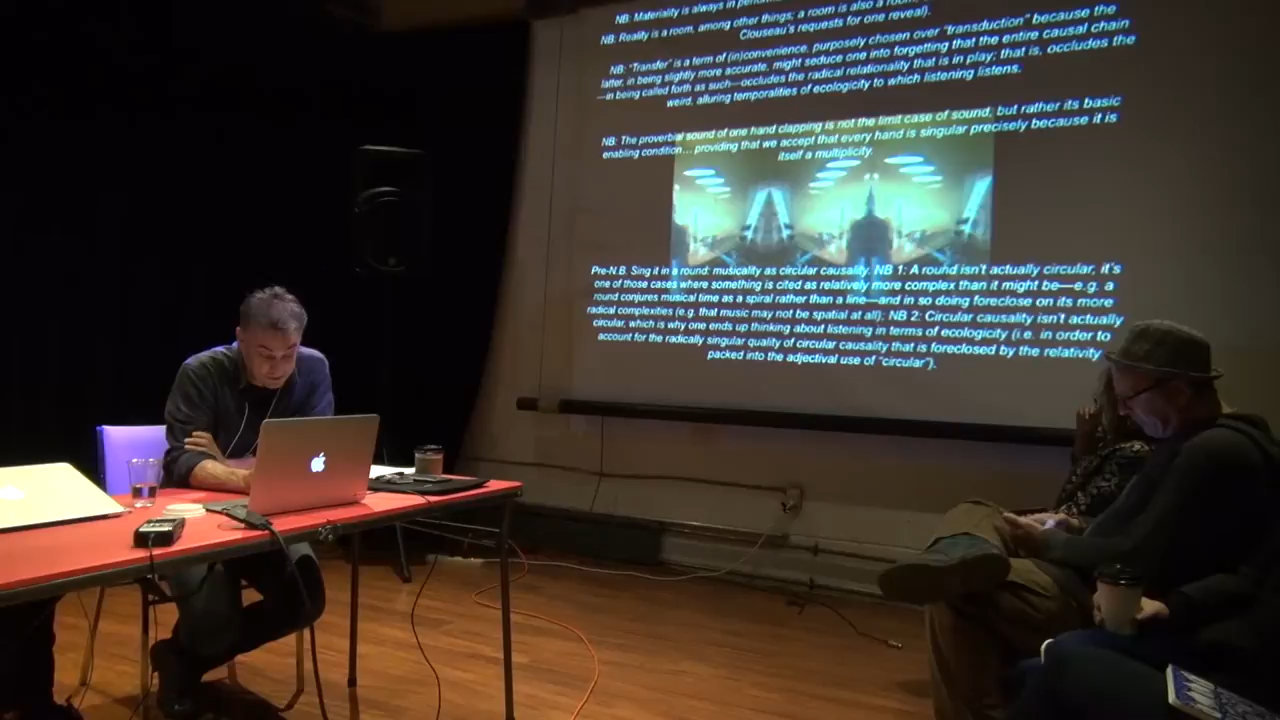 NB: Materiality is always in
NB: Reality is a room, among other things; a room is also a room,
Clouseau's requests for one reveal).
NB: "Transfer" is a term of (in)convenience, purposely chosen over "transduction" because the
latter, in being slightly more accurate, might seduce one into forgetting that the entire causal chain
—in being called forth as such—occludes the radical relationality that is in play; that is, occludes the
weird, alluring temporalities of ecologicity to which listening listens.
NB: The proverbial sound of one hand clapping is not the limit case of sound, but rather its basic
enabling condition... providing that we accept that every hand is singular precisely because it is
itself a multiplicity.
Pre-N.B. Sing it in a round: musicality as circular causality. NB 1: A round isn't actually circular, it's
one of those cases where something is cited as relatively more complex than it might be—e.g. a
round conjures musical time as a spiral rather than a line—and in so doing foreclose on its more
radical complexities (e.g. that music may not be spatial at all); NB 2: Circular causality isn't actually
circular, which is why one ends up thinking about listening in terms of ecologicity (i.e. in order to
account for the radically singular quality of circular causality that is foreclosed by the relativity
packed into the adjectival use of "circular").